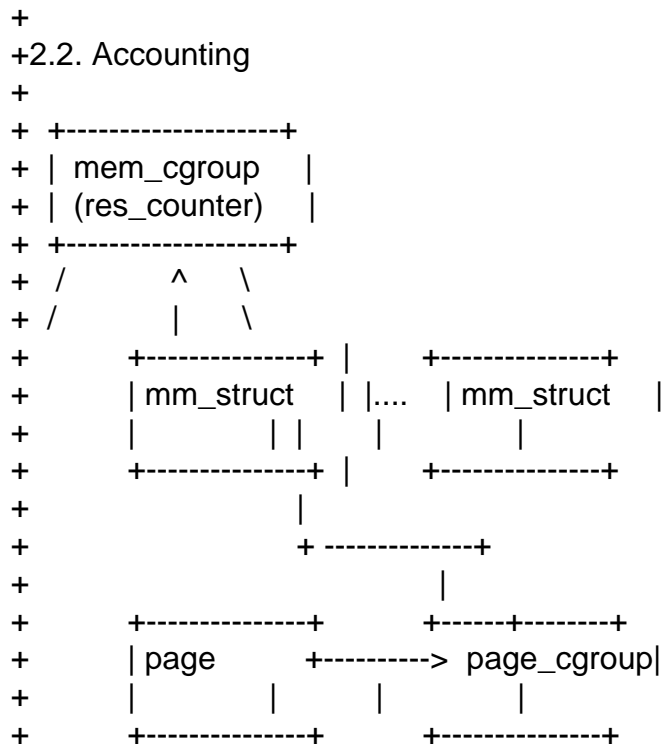 +
+2.2. Accounting
+
+ +--------------------+
+ | mem_cgroup |
+ | (res_counter) |
+ +--------------------+
+ / ^ \
+ / | \
+ +---------------+ | +---------------+
+ | mm_struct | |.... | mm_struct |
+ | | | | |
+ +---------------+ | +---------------+
+ |
+ + --------------+
+ |
+ +---------------+ +------+--------+
+ | page +----------> page_cgroup|
+ | | | |
+ +---------------+ +---------------+